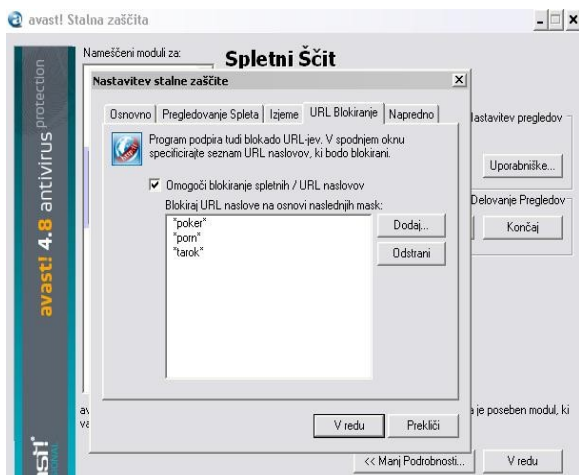 avast! Stalna zaščita
avast! 4.8 antivirus protection
Nameščeni moduli za:
Spletni Ščit
Nastavitev stalne zaščite
Osnovno
Pregledovanje Spleta
Izjeme
URL Blokiranje
Napredno
Program podpira tudi blokado URL-jev. V spodnjem oknu
specificirajte seznam URL naslovov, ki bodo blokirani.
Omogoči blokiranje spletnih / URL naslovov
Blokiraj URL naslove na osnovi naslednjih mask:
*poker*
*porn*
*tarok*
Dodaj...
Odstrani
V redu
Prekliči
Nastavitev pregledov
Uporabniške...
Delovanje Pregledov
Končaj
je poseben modul, ki
<< Manj Podrobnosti...
V redu